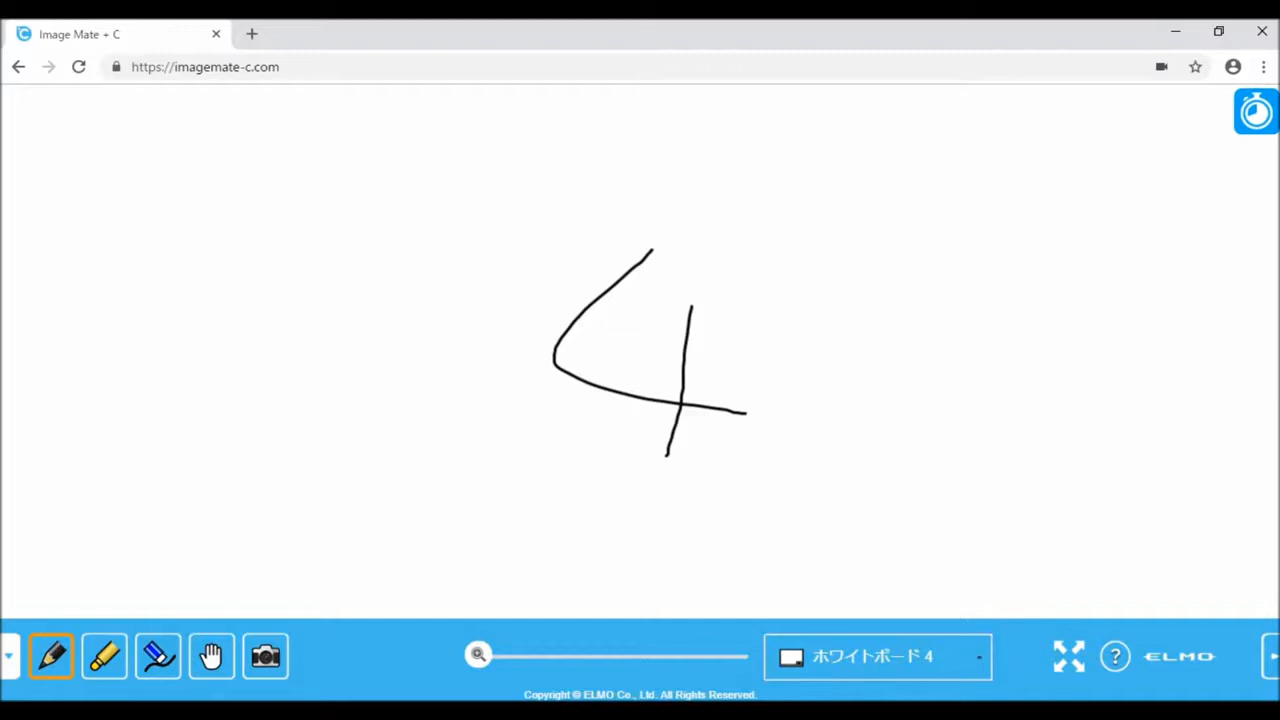 Image Mate + C
https://imagemate-c.com
4
ホワイトボード 4
?
ELMO
Copyright © ELMO Co., Ltd. All Rights Reserved.